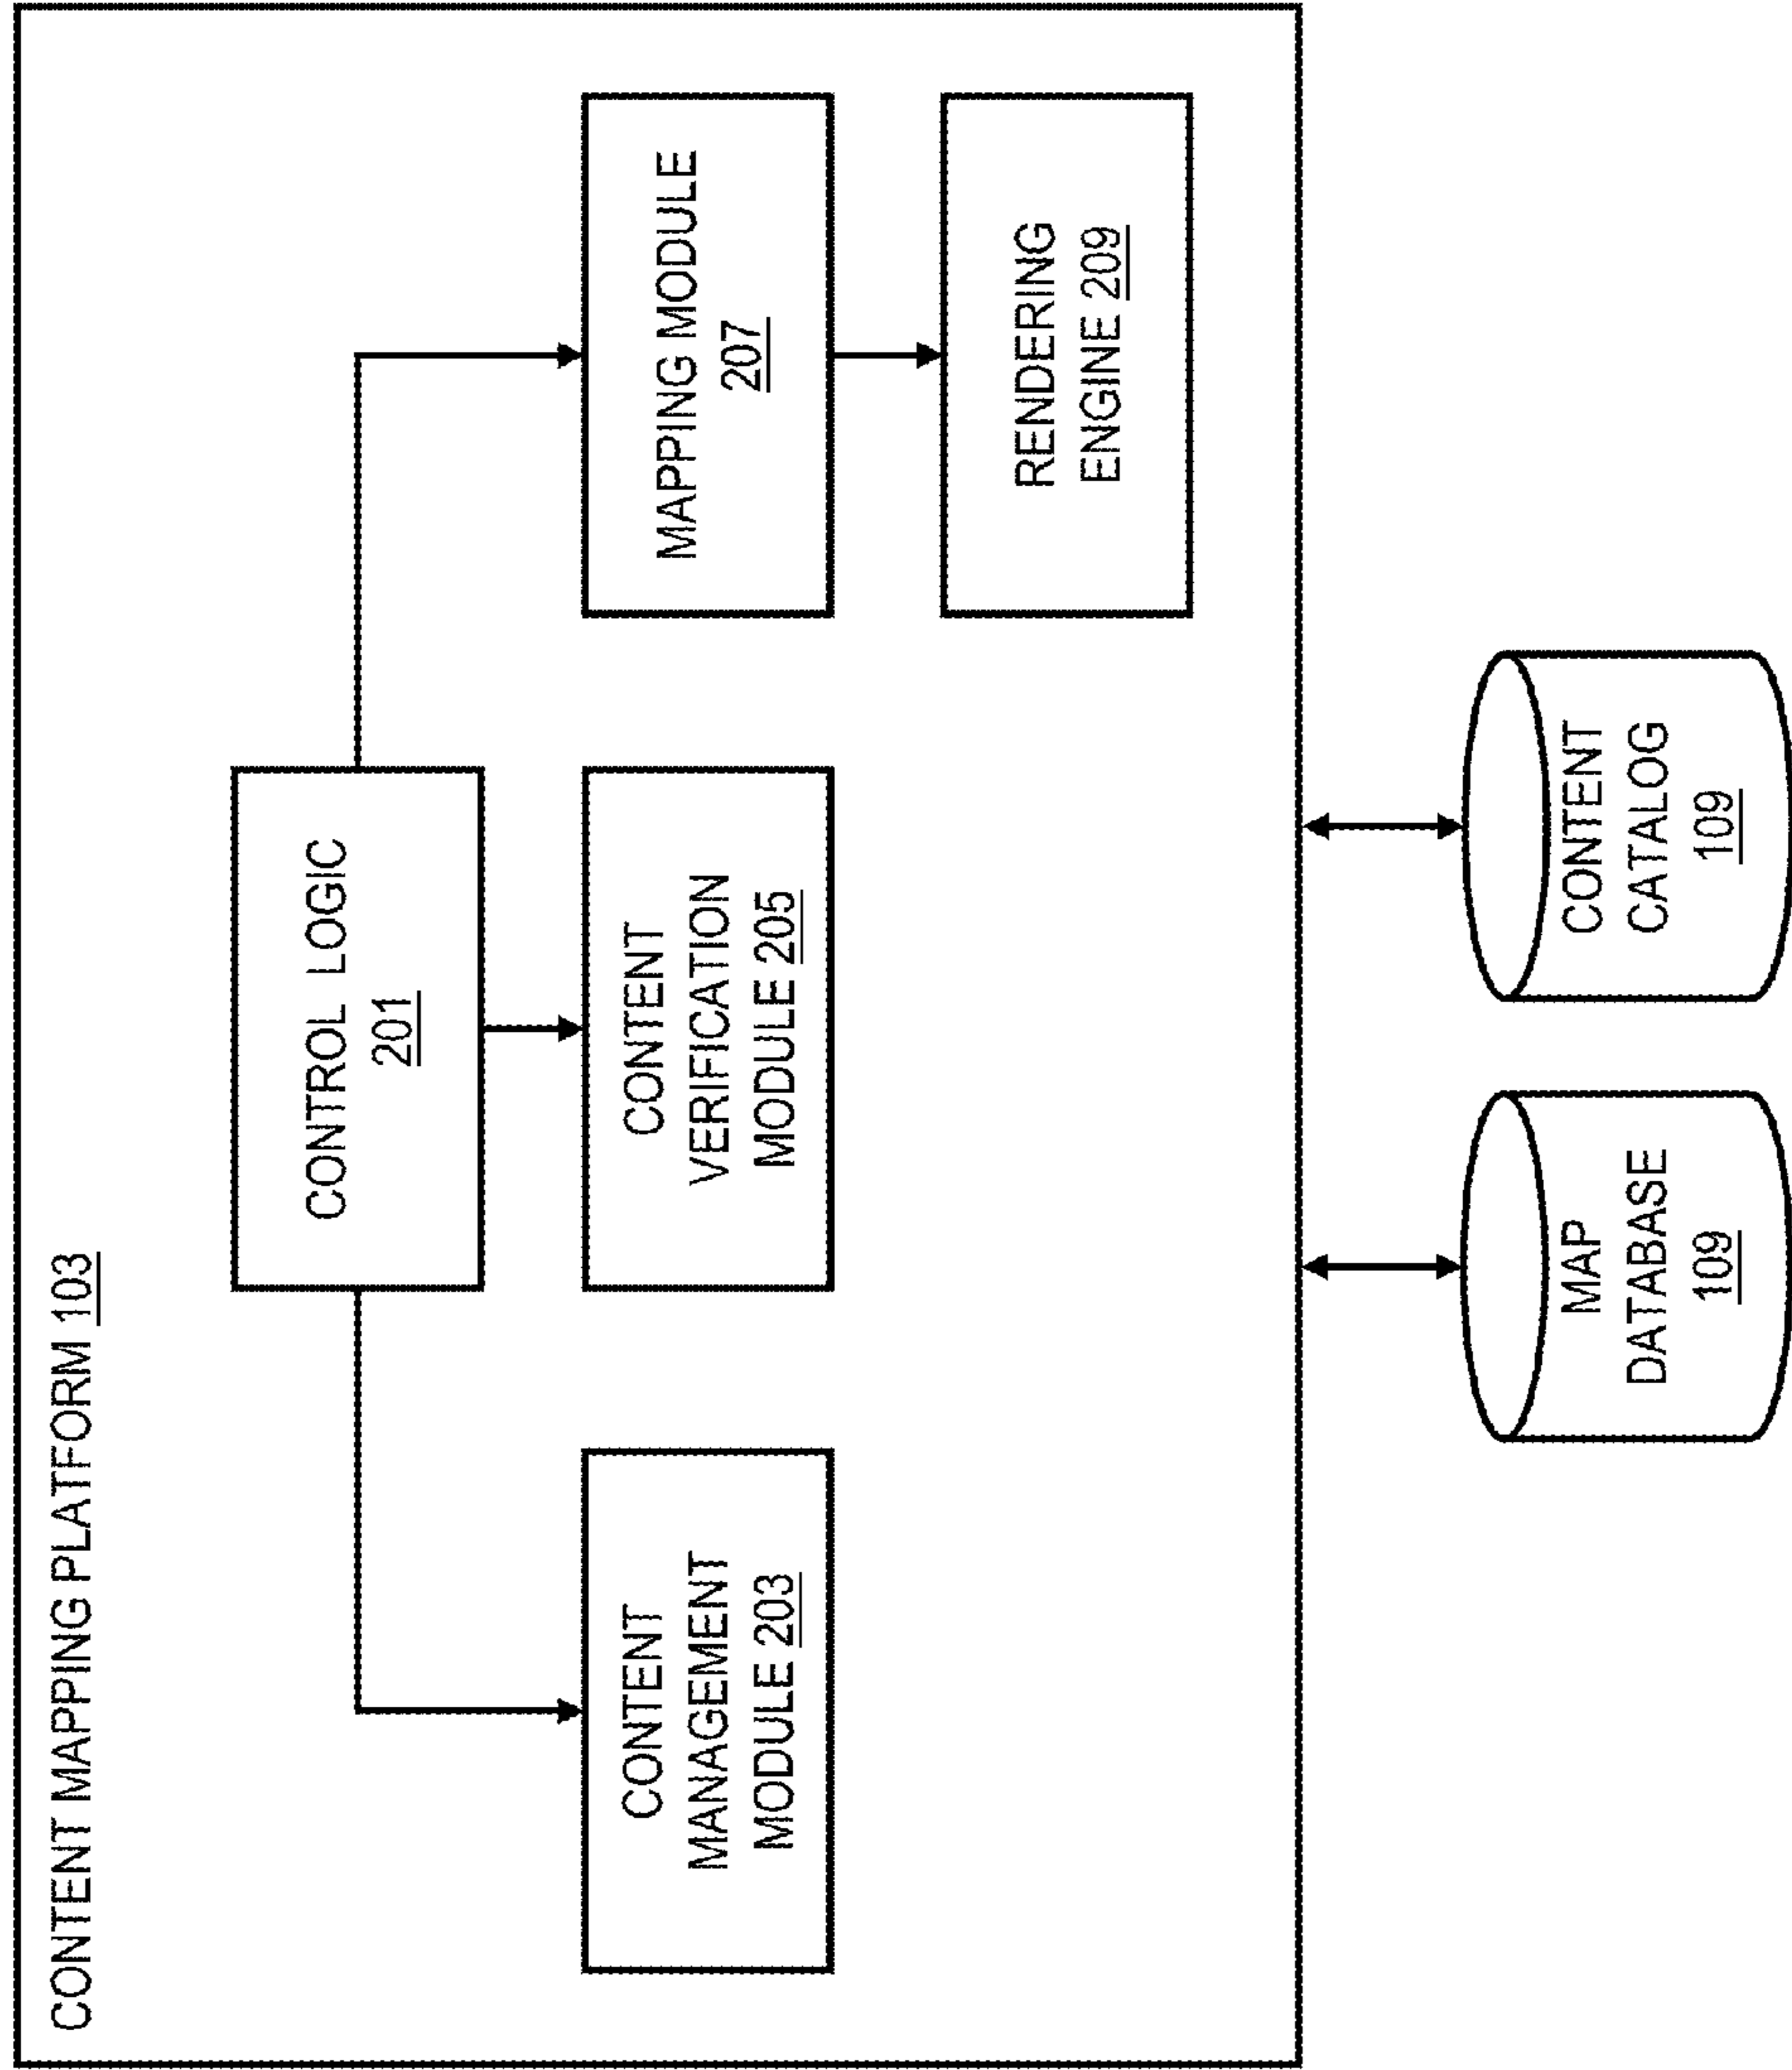 CONTENT MAPPING PLATFORM 103
CONTROL LOGIC
201
CONTENT
MANAGEMENT
MODULE 203
CONTENT
VERIFICATION
MODULE 205
MAPPING MODULE
207
RENDERING
ENGINE 209
MAP
DATABASE
109
CONTENT
CATALOG
109